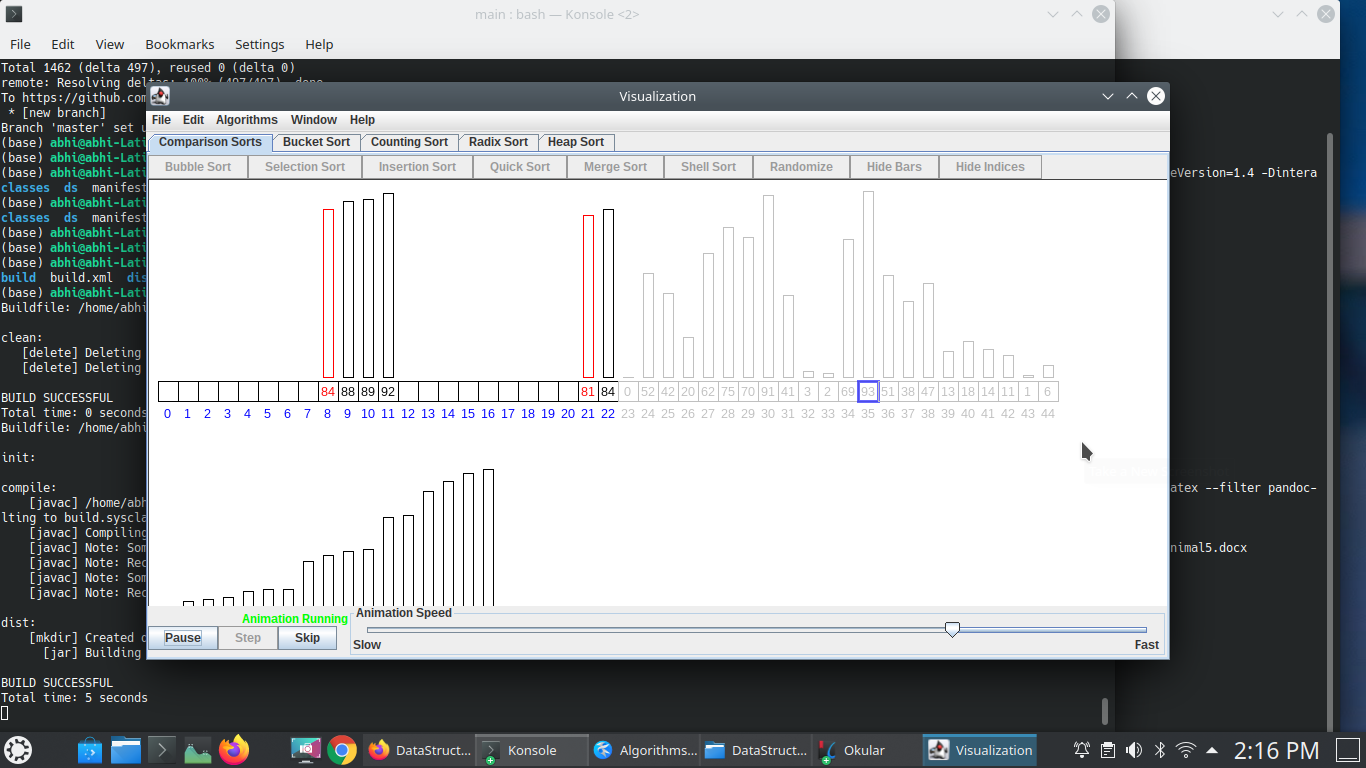 main : bash — Konsole <2>
File Edit View Bookmarks Settings Help
Total 1462 (delta 497), reused 0 (delta 0)
remote: Resolving deltas: 100% (497/497), done.
To https://github.com
* [new branch]
Branch 'master' set u
(base) abhi@abhi-Lati
(base) abhi@abhi-Lati
(base) abhi@abhi-Lati
classes ds manifest
(base) abhi@abhi-Lati
classes ds manifest
(base) abhi@abhi-Lati
(base) abhi@abhi-Lati
(base) abhi@abhi-Lati
build build.xml dis
(base) abhi@abhi-Lati
Buildfile: /home/abhi
clean:
[delete] Deleting
[delete] Deleting
BUILD SUCCESSFUL
Total time: 0 seconds
Buildfile: /home/abhi
init:
compile:
[javac] /home/abh
lting to build.syscla
[javac] Compiling
[javac] Note: Som
[javac] Note: Rec
[javac] Note: Som
[javac] Note: Rec
dist:
[mkdir] Created d
[jar] Building
BUILD SUCCESSFUL
Total time: 5 seconds
eVersion=1.4 -Dintera
atex --filter pandoc-
nimal5.docx
Visualization
File Edit Algorithms Window Help
Comparison Sorts Bucket Sort Counting Sort Radix Sort Heap Sort
Bubble Sort Selection Sort Insertion Sort Quick Sort Merge Sort Shell Sort Randomize Hide Bars Hide Indices
84 88 89 92 81 84 0 52 42 20 62 75 70 91 41 3 2 69 93 51 38 47 13 18 14 11 1 6
0 1 2 3 4 5 6 7 8 9 10 11 12 13 14 15 16 17 18 19 20 21 22 23 24 25 26 27 28 29 30 31 32 33 34 35 36 37 38 39 40 41 42 43 44
Animation Running
Pause Step Skip
Animation Speed
Slow Fast
DataStruct... Konsole Algorithms... DataStruct... Okular Visualization 2:16 PM